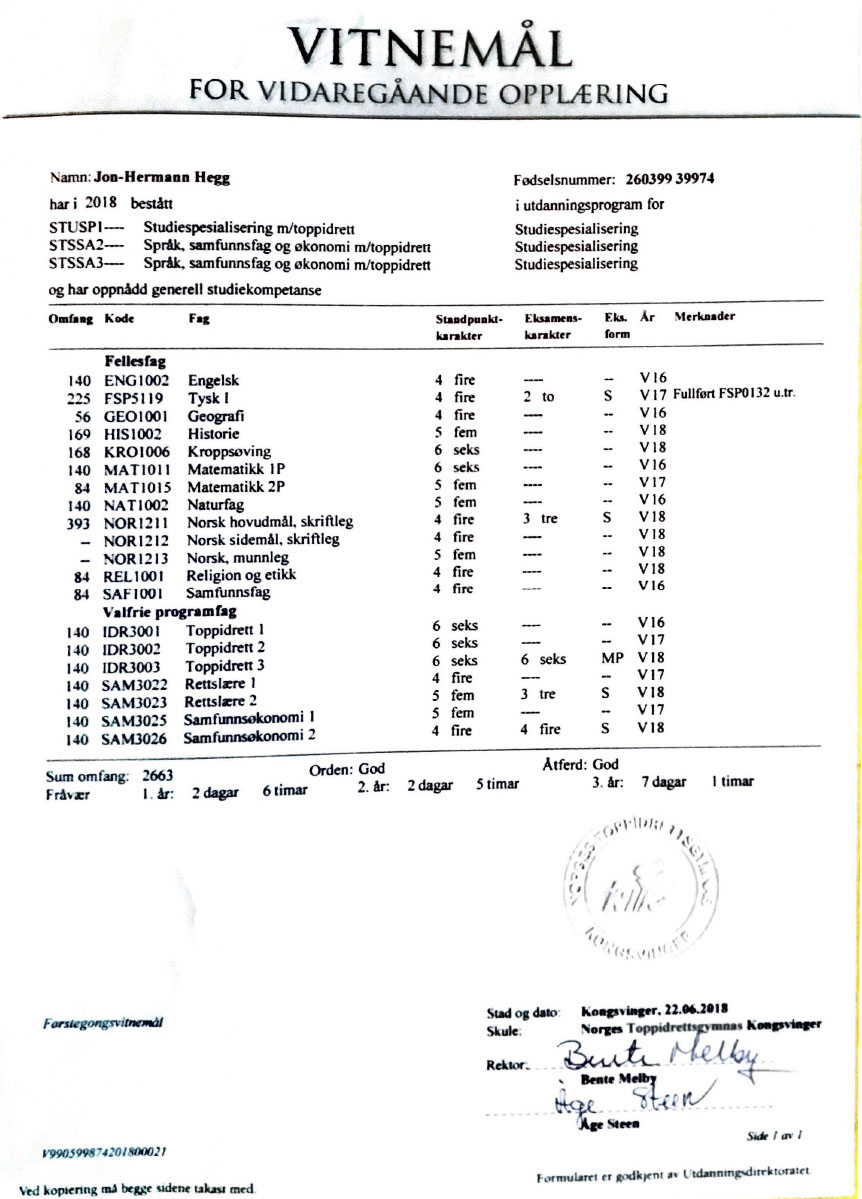 VITNEMÅL
FOR VIDAREGÅANDE OPPLÆRING
Namn: Jon-Hermann Hegg Fødselsnummer: 260399 39974
har i 2018 bestått i utdanningsprogram for
STUSP1---- Studiespesialisering m/toppidrett Studiespesialisering
STSSA2---- Språk, samfunnsfag og økonomi m/toppidrett Studiespesialisering
STSSA3---- Språk, samfunnsfag og økonomi m/toppidrett Studiespesialisering
og har oppnådd generell studiekompetanse
Omfang Kode Fag Standpunkt-karakter Eksamens-karakter Eks. form År Merknader
Fellesfag
140 ENG1002 Engelsk 4 fire ---- -- V16
225 FSP5119 Tysk I 4 fire 2 to S V17 Fullført FSP0132 u.tr.
56 GEO1001 Geografi 4 fire ---- -- V16
169 HIS1002 Historie 5 fem ---- -- V18
168 KRO1006 Kroppsøving 6 seks ---- -- V18
140 MAT1011 Matematikk 1P 6 seks ---- -- V16
84 MAT1015 Matematikk 2P 5 fem ---- -- V17
140 NAT1002 Naturfag 5 fem ---- -- V16
393 NOR1211 Norsk hovudmål, skriftleg 4 fire 3 tre S V18
-- NOR1212 Norsk sidemål, skriftleg 4 fire ---- -- V18
-- NOR1213 Norsk, munnleg 5 fem ---- -- V18
84 REL1001 Religion og etikk 4 fire ---- -- V18
84 SAF1001 Samfunnsfag 4 fire ---- -- V16
Valfrie programfag
140 IDR3001 Toppidrett 1 6 seks ---- -- V16
140 IDR3002 Toppidrett 2 6 seks ---- -- V17
140 IDR3003 Toppidrett 3 6 seks 6 seks MP V18
140 SAM3022 Rettslære 1 4 fire ---- -- V17
140 SAM3023 Rettslære 2 5 fem 3 tre S V18
140 SAM3025 Samfunnsøkonomi 1 5 fem ---- -- V17
140 SAM3026 Samfunnsøkonomi 2 4 fire 4 fire S V18
Sum omfang: 2663 Orden: God Åtferd: God
Fråvær 1. år: 2 dagar 6 timar 2. år: 2 dagar 5 timar 3. år: 7 dagar 1 timar
NORGES TOPPIDRETTSGYMNAS
KONGSVINGER
Førstegongsvitnemål
Stad og dato: Kongsvinger, 22.06.2018
Skule: Norges Toppidrettsgymnas Kongsvinger
Rektor: Bente Melby
Bente Melby
Åge Steen
Åge Steen
Side 1 av 1
V990599874201800021
Formularet er godkjent av Utdanningsdirektoratet
Ved kopiering må begge sidene takast med.